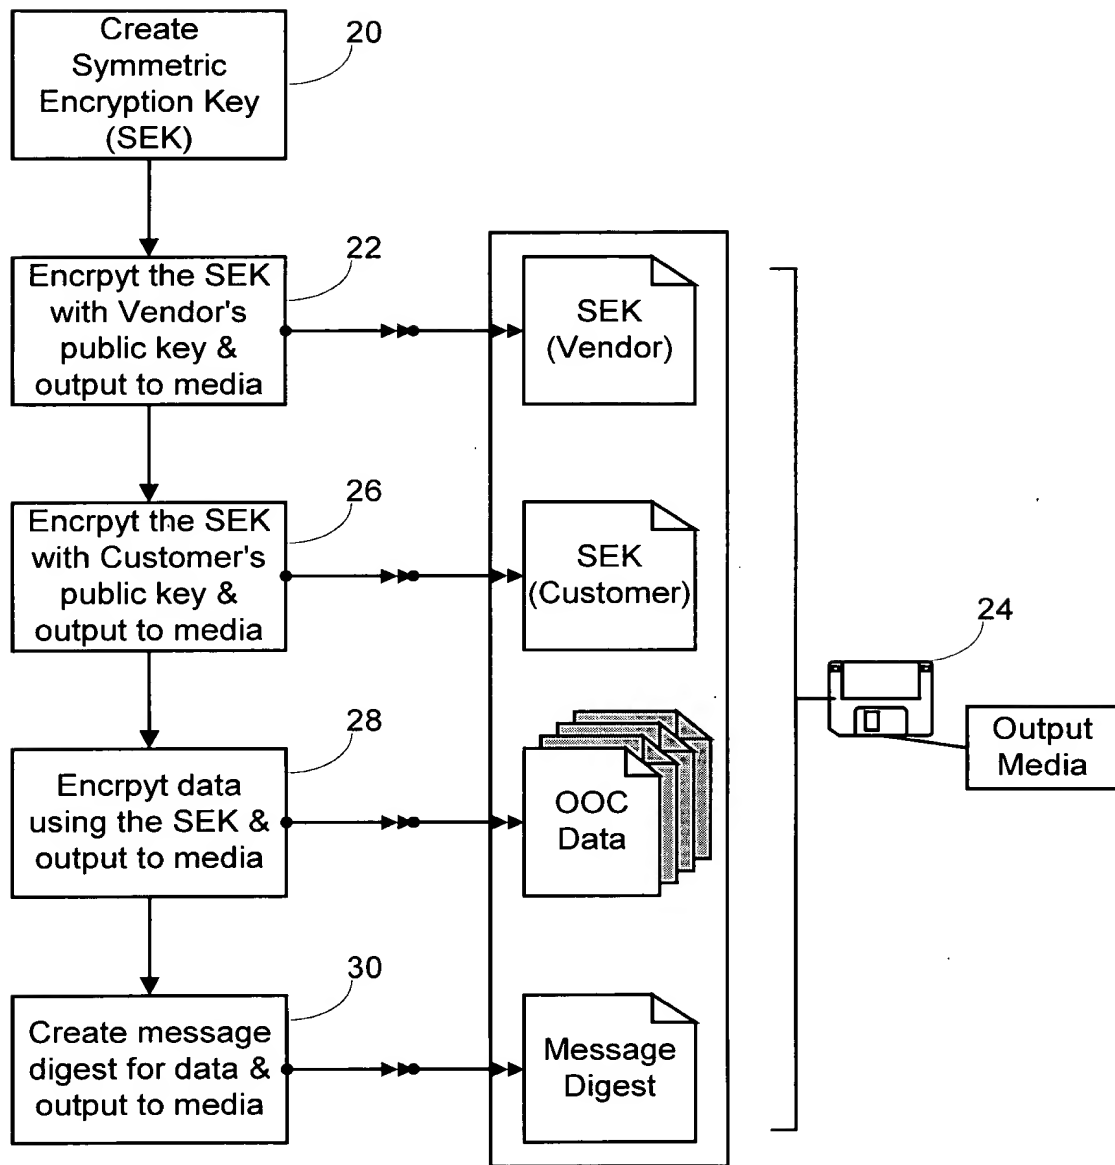 Create
Symmetric
Encryption Key
(SEK)
20
Encrpyt the SEK
with Vendor's
public key &
output to media
22
SEK
(Vendor)
Encrpyt the SEK
with Customer's
public key &
output to media
26
SEK
(Customer)
24
Output
Media
Encrpyt data
using the SEK &
output to media
28
OOC
Data
Create message
digest for data &
output to media
30
Message
Digest